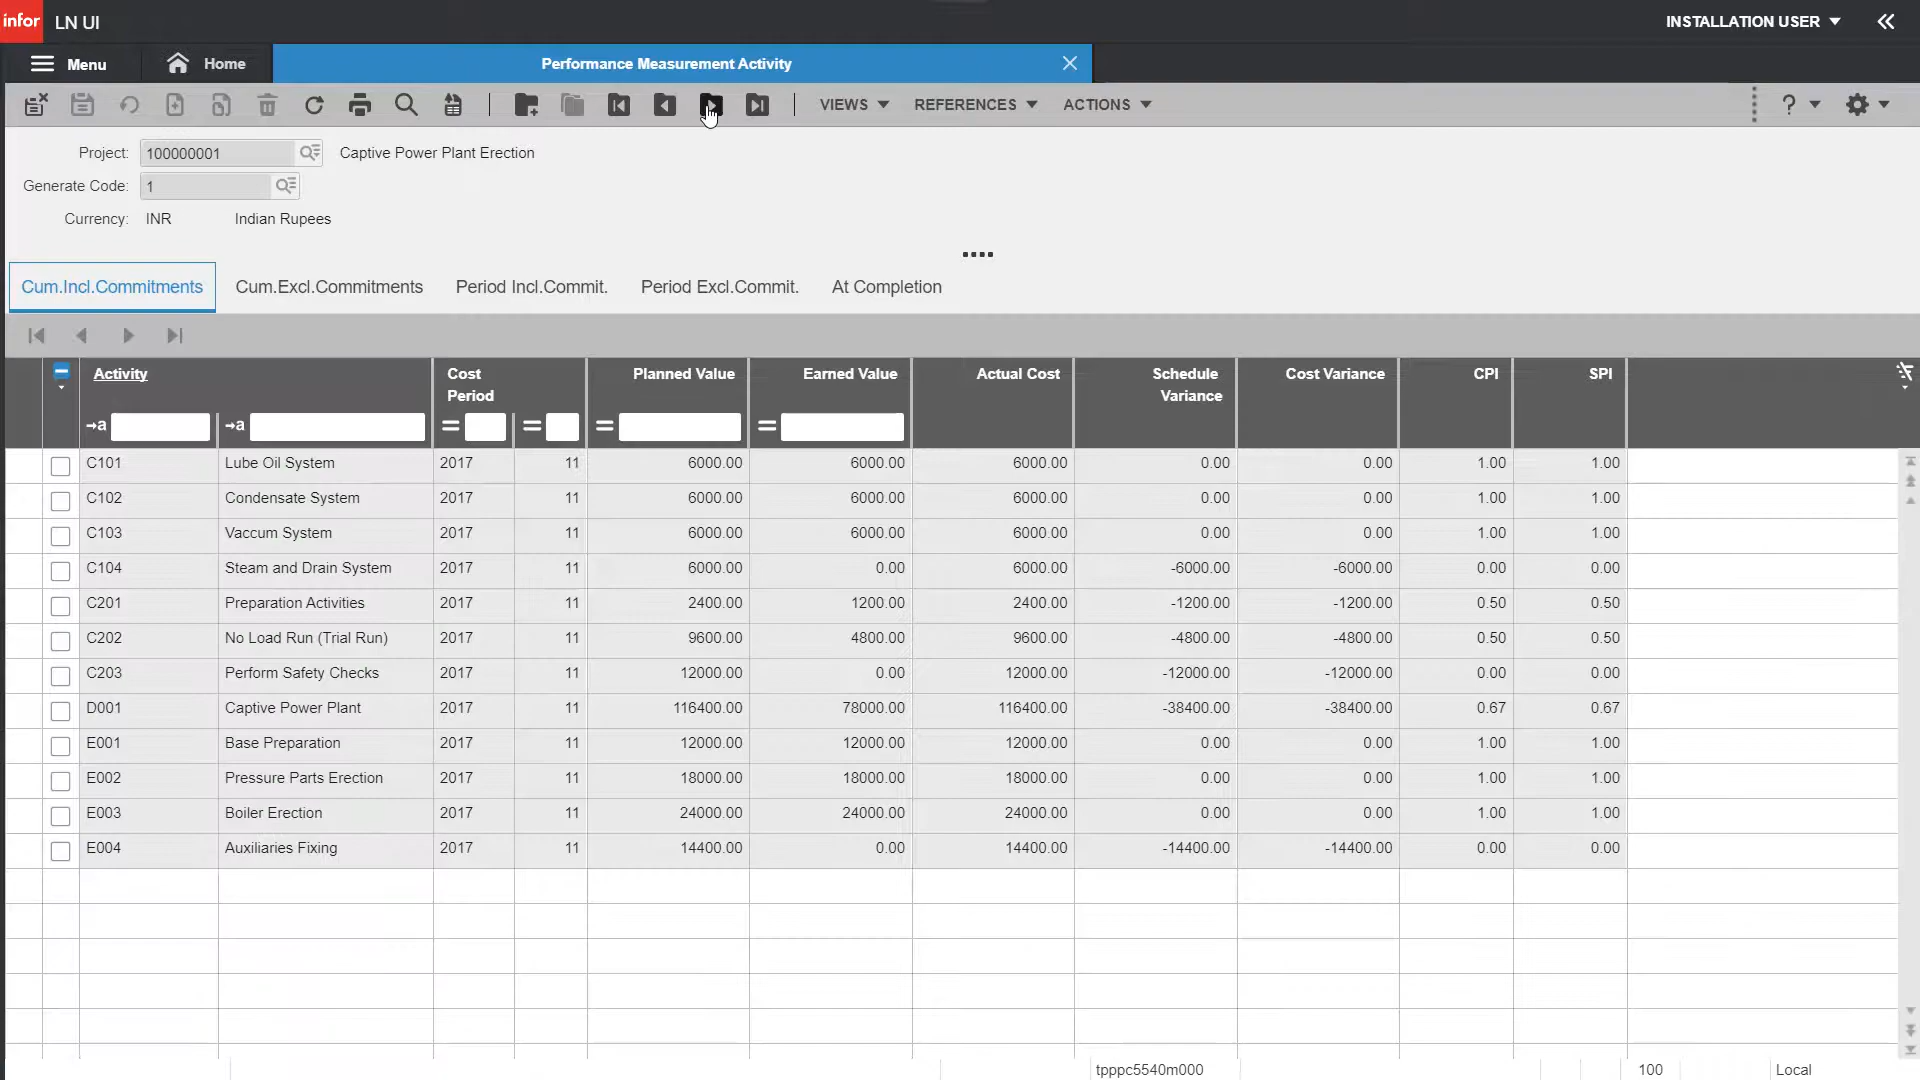 infor LN UI INSTALLATION USER
Menu Home Performance Measurement Activity
VIEWS REFERENCES ACTIONS ?
Project: 100000001 Captive Power Plant Erection
Generate Code: 1
Currency: INR Indian Rupees
Cum.Incl.Commitments Cum.Excl.Commitments Period Incl.Commit. Period Excl.Commit. At Completion
Activity Cost Period Planned Value Earned Value Actual Cost Schedule Variance Cost Variance CPI SPI
→a →a = = = =
C101 Lube Oil System 2017 11 6000.00 6000.00 6000.00 0.00 0.00 1.00 1.00
C102 Condensate System 2017 11 6000.00 6000.00 6000.00 0.00 0.00 1.00 1.00
C103 Vaccum System 2017 11 6000.00 6000.00 6000.00 0.00 0.00 1.00 1.00
C104 Steam and Drain System 2017 11 6000.00 0.00 6000.00 -6000.00 -6000.00 0.00 0.00
C201 Preparation Activities 2017 11 2400.00 1200.00 2400.00 -1200.00 -1200.00 0.50 0.50
C202 No Load Run (Trial Run) 2017 11 9600.00 4800.00 9600.00 -4800.00 -4800.00 0.50 0.50
C203 Perform Safety Checks 2017 11 12000.00 0.00 12000.00 -12000.00 -12000.00 0.00 0.00
D001 Captive Power Plant 2017 11 116400.00 78000.00 116400.00 -38400.00 -38400.00 0.67 0.67
E001 Base Preparation 2017 11 12000.00 12000.00 12000.00 0.00 0.00 1.00 1.00
E002 Pressure Parts Erection 2017 11 18000.00 18000.00 18000.00 0.00 0.00 1.00 1.00
E003 Boiler Erection 2017 11 24000.00 24000.00 24000.00 0.00 0.00 1.00 1.00
E004 Auxiliaries Fixing 2017 11 14400.00 0.00 14400.00 -14400.00 -14400.00 0.00 0.00
tpppc5540m000 100 Local